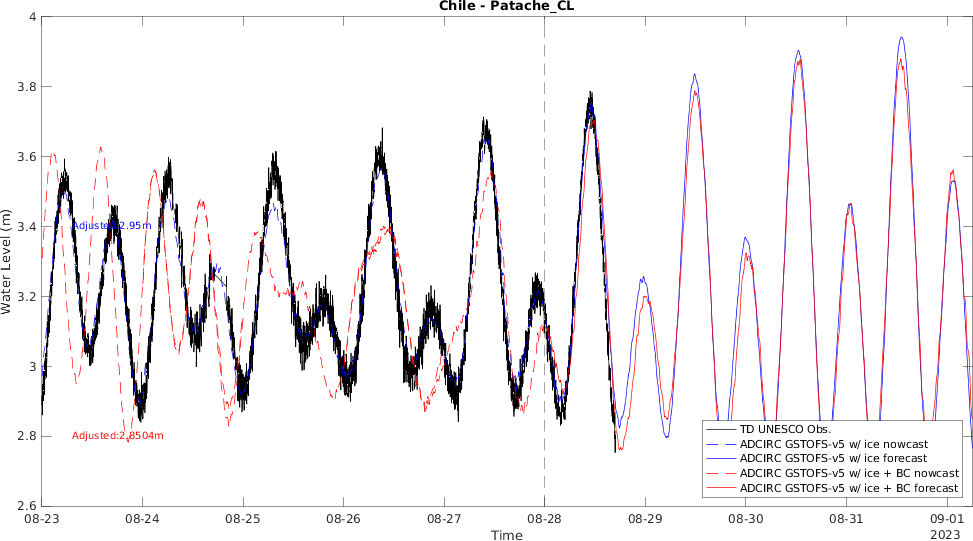 Chile - Patache_CL
Water Level (m)
4
3.8
3.6
3.4
3.2
3
2.8
2.6
Adjusted:2.95m
Adjusted:2.8504m
TD UNESCO Obs.
ADCIRC GSTOFS-v5 w/ ice nowcast
ADCIRC GSTOFS-v5 w/ ice forecast
ADCIRC GSTOFS-v5 w/ ice + BC nowcast
ADCIRC GSTOFS-v5 w/ ice + BC forecast
08-23 08-24 08-25 08-26 08-27 08-28 08-29 08-30 08-31 09-01
2023
Time